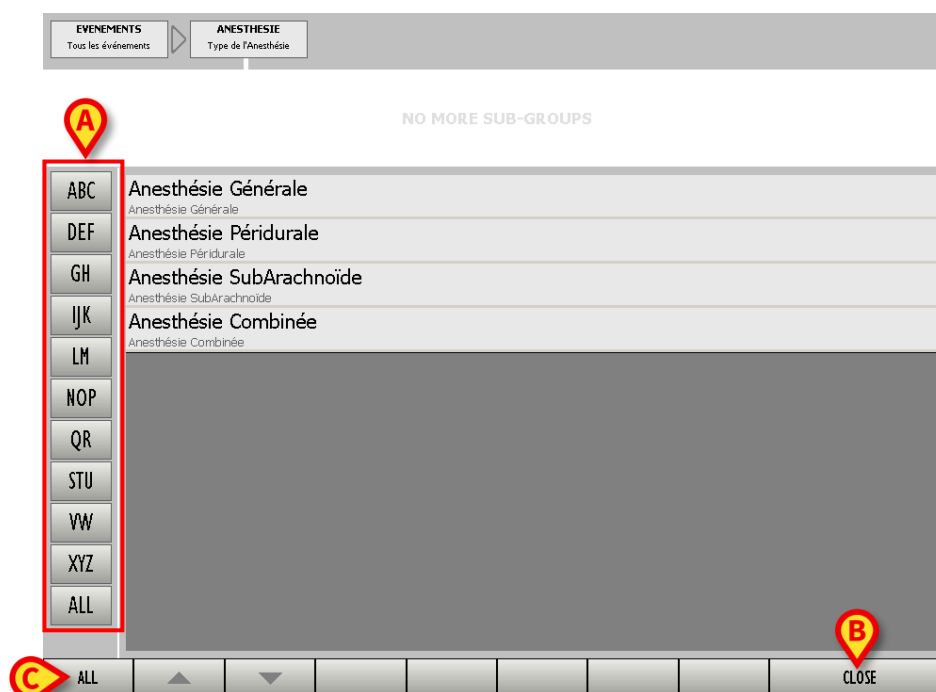 EVENEMENTS
Tous les événements
ANESTHESIE
Type de l'Anesthésie
NO MORE SUB-GROUPS
A
ABC
DEF
GH
IJK
LM
NOP
QR
STU
VW
XYZ
ALL
Anesthésie Générale
Anesthésie Générale
Anesthésie Péridurale
Anesthésie Péridurale
Anesthésie SubArachnoïde
Anesthésie SubArachnoïde
Anesthésie Combinée
Anesthésie Combinée
B
C
ALL
CLOSE